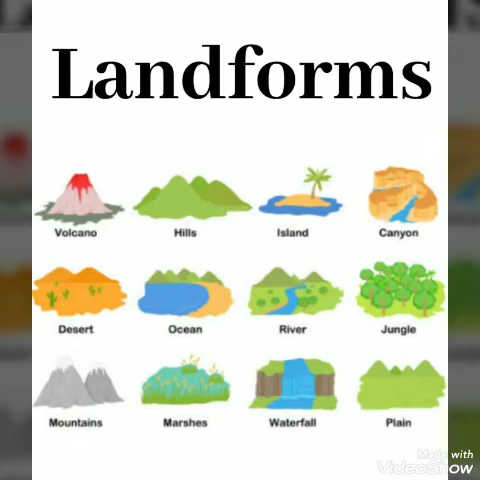 Landforms
Volcano Hills Island Canyon
Desert Ocean River Jungle
Mountains Marshes Waterfall Plain
Made with
VideoShow